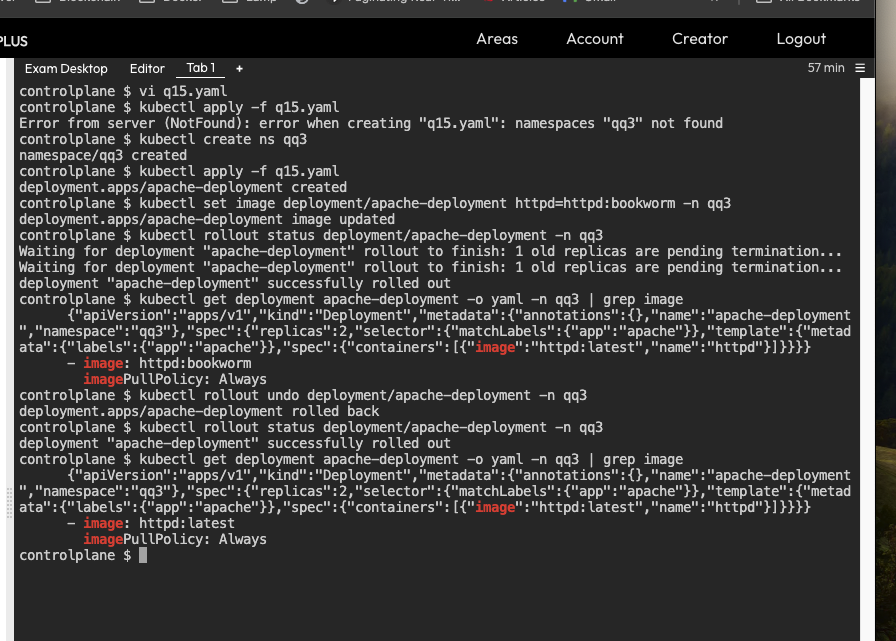 PLUS
Areas Account Creator Logout
Exam Desktop Editor Tab 1 + 57 min
controlplane $ vi q15.yaml
controlplane $ kubectl apply -f q15.yaml
Error from server (NotFound): error when creating "q15.yaml": namespaces "qq3" not found
controlplane $ kubectl create ns qq3
namespace/qq3 created
controlplane $ kubectl apply -f q15.yaml
deployment.apps/apache-deployment created
controlplane $ kubectl set image deployment/apache-deployment httpd=httpd:bookworm -n qq3
deployment.apps/apache-deployment image updated
controlplane $ kubectl rollout status deployment/apache-deployment -n qq3
Waiting for deployment "apache-deployment" rollout to finish: 1 old replicas are pending termination...
Waiting for deployment "apache-deployment" rollout to finish: 1 old replicas are pending termination...
deployment "apache-deployment" successfully rolled out
controlplane $ kubectl get deployment apache-deployment -o yaml -n qq3 | grep image
{"apiVersion":"apps/v1","kind":"Deployment","metadata":{"annotations":{},"name":"apache-deployment
","namespace":"qq3"},"spec":{"replicas":2,"selector":{"matchLabels":{"app":"apache"}},"template":{"metad
ata":{"labels":{"app":"apache"}},"spec":{"containers":[{"image":"httpd:latest","name":"httpd"}]}}}}
- image: httpd:bookworm
imagePullPolicy: Always
controlplane $ kubectl rollout undo deployment/apache-deployment -n qq3
deployment.apps/apache-deployment rolled back
controlplane $ kubectl rollout status deployment/apache-deployment -n qq3
deployment "apache-deployment" successfully rolled out
controlplane $ kubectl get deployment apache-deployment -o yaml -n qq3 | grep image
{"apiVersion":"apps/v1","kind":"Deployment","metadata":{"annotations":{},"name":"apache-deployment
","namespace":"qq3"},"spec":{"replicas":2,"selector":{"matchLabels":{"app":"apache"}},"template":{"metad
ata":{"labels":{"app":"apache"}},"spec":{"containers":[{"image":"httpd:latest","name":"httpd"}]}}}}
- image: httpd:latest
imagePullPolicy: Always
controlplane $